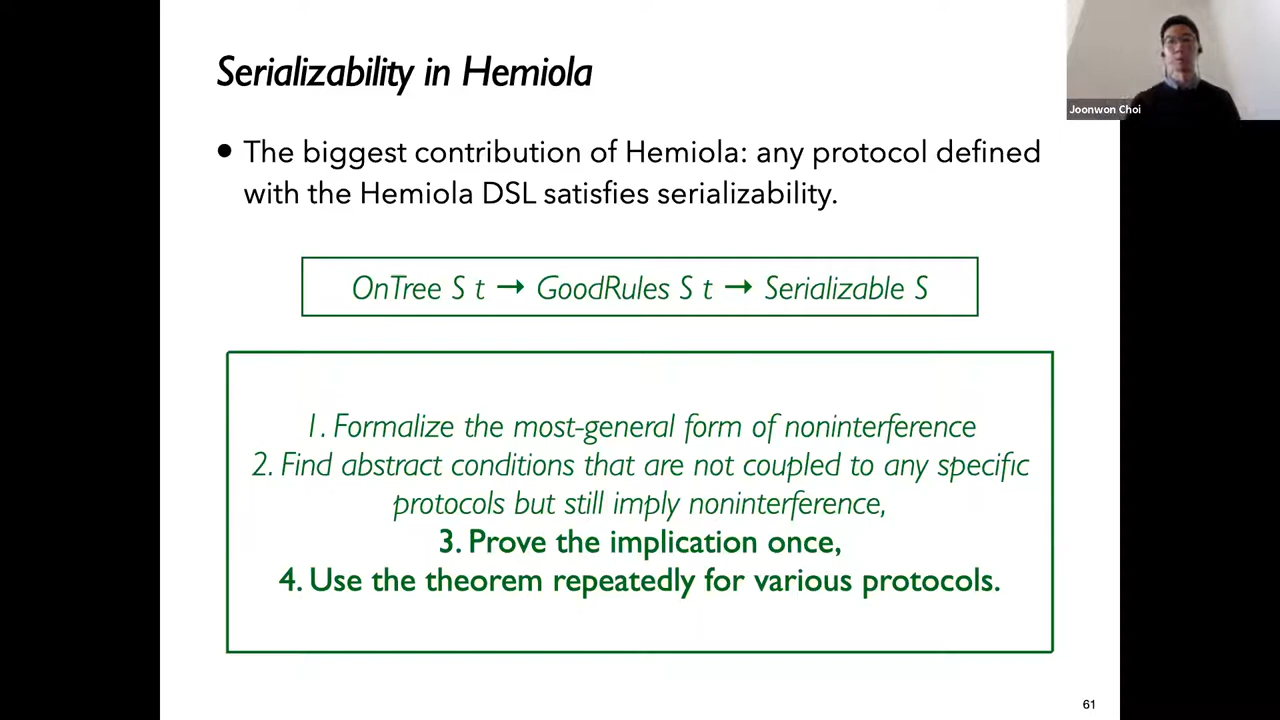 Serializability in Hemiola
Joonwon Choi
● The biggest contribution of Hemiola: any protocol defined
with the Hemiola DSL satisfies serializability.
OnTree S t → GoodRules S t → Serializable S
1. Formalize the most-general form of noninterference
2. Find abstract conditions that are not coupled to any specific
protocols but still imply noninterference,
3. Prove the implication once,
4. Use the theorem repeatedly for various protocols.
61